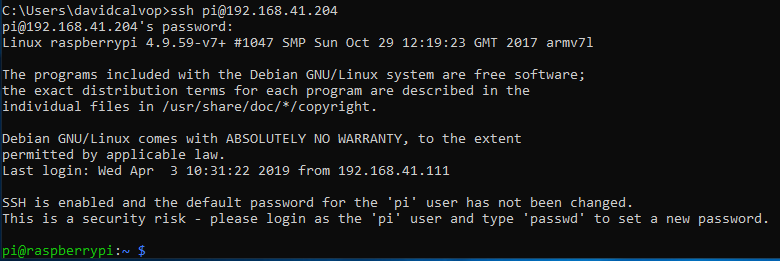 C:\Users\davidcalvop>ssh pi@192.168.41.204
pi@192.168.41.204's password:
Linux raspberrypi 4.9.59-v7+ #1047 SMP Sun Oct 29 12:19:23 GMT 2017 armv7l
The programs included with the Debian GNU/Linux system are free software;
the exact distribution terms for each program are described in the
individual files in /usr/share/doc/*/copyright.
Debian GNU/Linux comes with ABSOLUTELY NO WARRANTY, to the extent
permitted by applicable law.
Last login: Wed Apr  3 10:31:22 2019 from 192.168.41.111
SSH is enabled and the default password for the 'pi' user has not been changed.
This is a security risk - please login as the 'pi' user and type 'passwd' to set a new password.
pi@raspberrypi:~ $